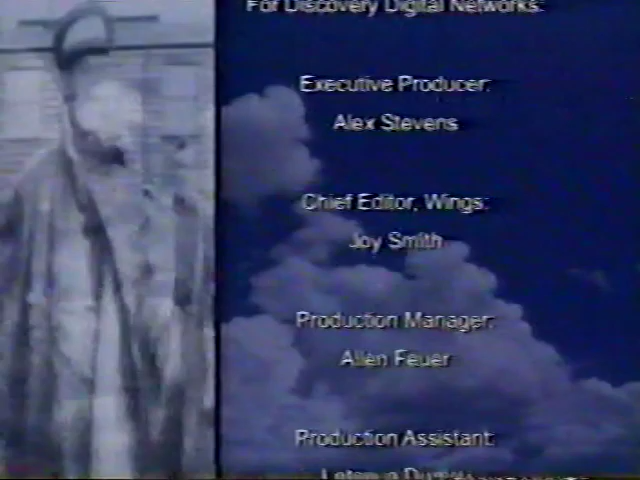 For Discovery Digital Networks:
Executive Producer:
Alex Stevens
Chief Editor, Wings:
Joy Smith
Production Manager:
Allen Feuer
Production Assistant: